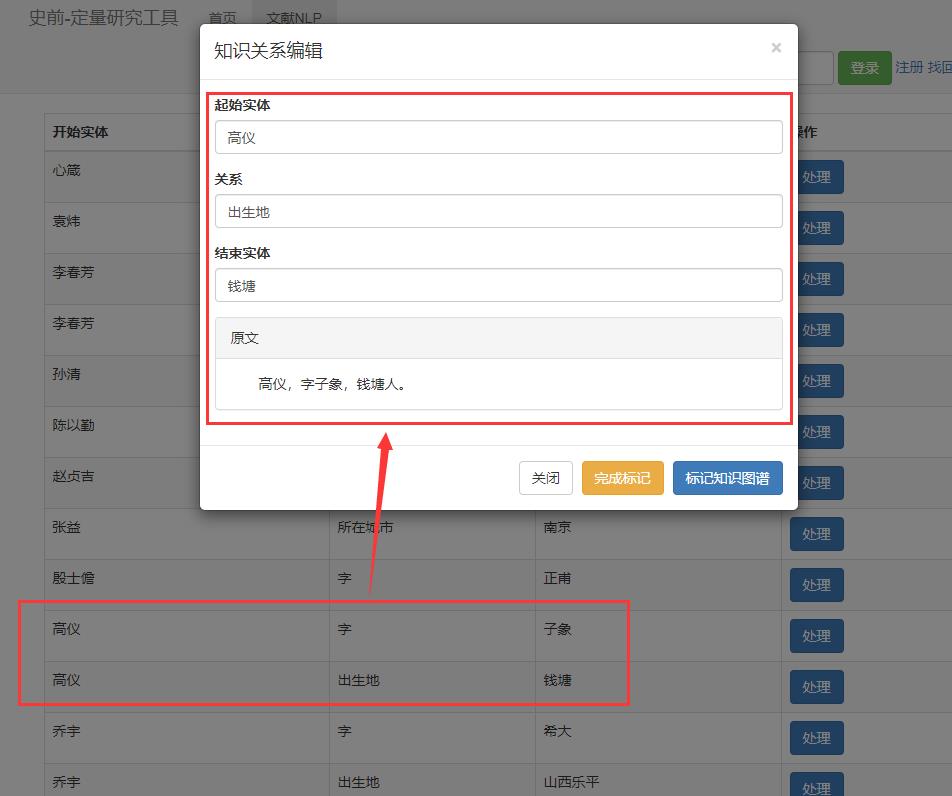 史前-定量研究工具 首页 文献NLP
知识关系编辑 ×
登录 注册 找回
起始实体
高仪
关系
出生地
结束实体
钱塘
原文
高仪，字子象，钱塘人。
关闭 完成标记 标记知识图谱
开始实体 操作
心箴 处理
袁炜 处理
李春芳 处理
李春芳 处理
孙清 处理
陈以勤 处理
赵贞吉 处理
张益 所在城市 南京 处理
殷士儋 字 正甫 处理
高仪 字 子象 处理
高仪 出生地 钱塘 处理
乔宇 字 希大 处理
乔宇 出生地 山西乐平 处理